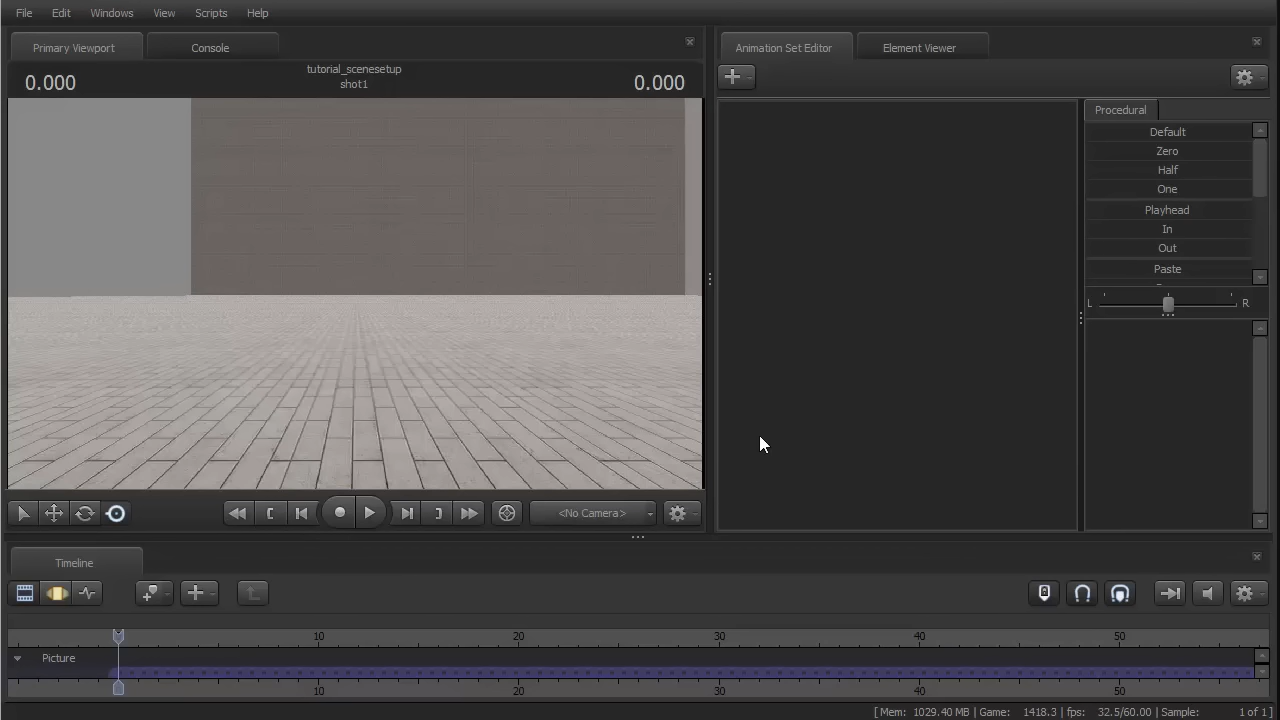 File Edit Windows View Scripts Help
Primary Viewport Console
Animation Set Editor Element Viewer
0.000 tutorial_scenesetup 0.000
shot1
Procedural
Default
Zero
Half
One
Playhead
In
Out
Paste
L R
<No Camera>
Timeline
10 20 30 40 50
Picture
10 20 30 40 50
[ Mem: 1029.40 MB | Game: 1418.3 | fps: 32.5/60.00 | Sample: 1 of 1 ]